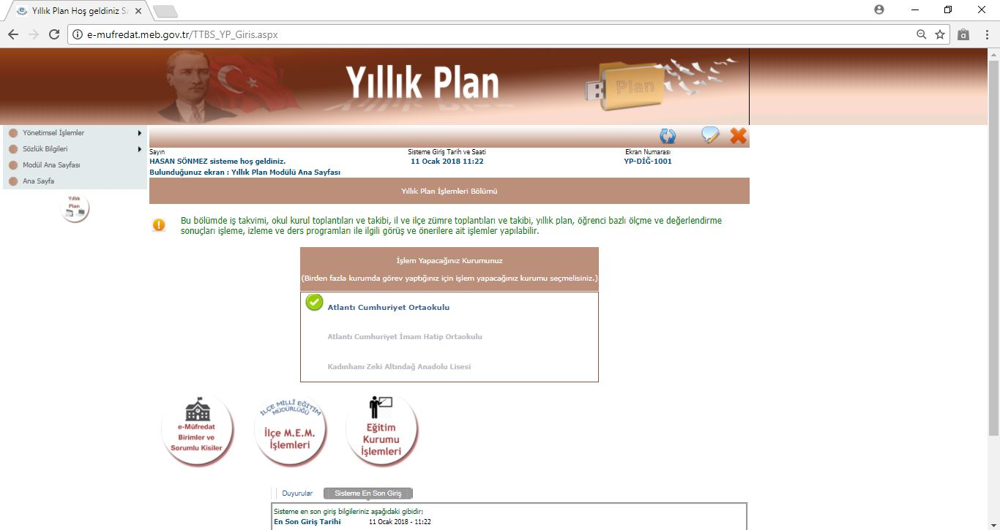 Yıllık Plan Hoş geldiniz Sa
e-mufredat.meb.gov.tr/TTBS_YP_Giris.aspx
Yıllık Plan
Plan
Yönetimsel İşlemler
Sözlük Bilgileri
Modül Ana Sayfası
Ana Sayfa
Yıllık
Plan
Sayın
HASAN SÖNMEZ sisteme hoş geldiniz.
Bulunduğunuz ekran : Yıllık Plan Modülü Ana Sayfası
Sisteme Giriş Tarih ve Saati
11 Ocak 2018 11:22
Ekran Numarası
YP-DİĞ-1001
Yıllık Plan İşlemleri Bölümü
Bu bölümde iş takvimi, okul kurul toplantıları ve takibi, il ve ilçe zümre toplantıları ve takibi, yıllık plan, öğrenci bazlı ölçme ve değerlendirme
sonuçları işleme, izleme ve ders programları ile ilgili görüş ve önerilere ait işlemler yapılabilir.
İşlem Yapacağınız Kurumunuz
(Birden fazla kurumda görev yaptığınız için işlem yapacağınız kurumu seçmelisiniz.)
Atlantı Cumhuriyet Ortaokulu
Atlantı Cumhuriyet İmam Hatip Ortaokulu
Kadınhanı Zeki Altındağ Anadolu Lisesi
e-Müfredat
Birimler ve
Sorumlu Kisiler
İLÇE MİLLÎ EĞİTİM
MÜDÜRLÜĞÜ
İlçe M.E.M.
İşlemleri
Eğitim
Kurumu
İşlemleri
Duyurular
Sisteme En Son Giriş
Sisteme en son giriş bilgileriniz aşağıdaki gibidir;
En Son Giriş Tarihi 11 Ocak 2018 - 11:22